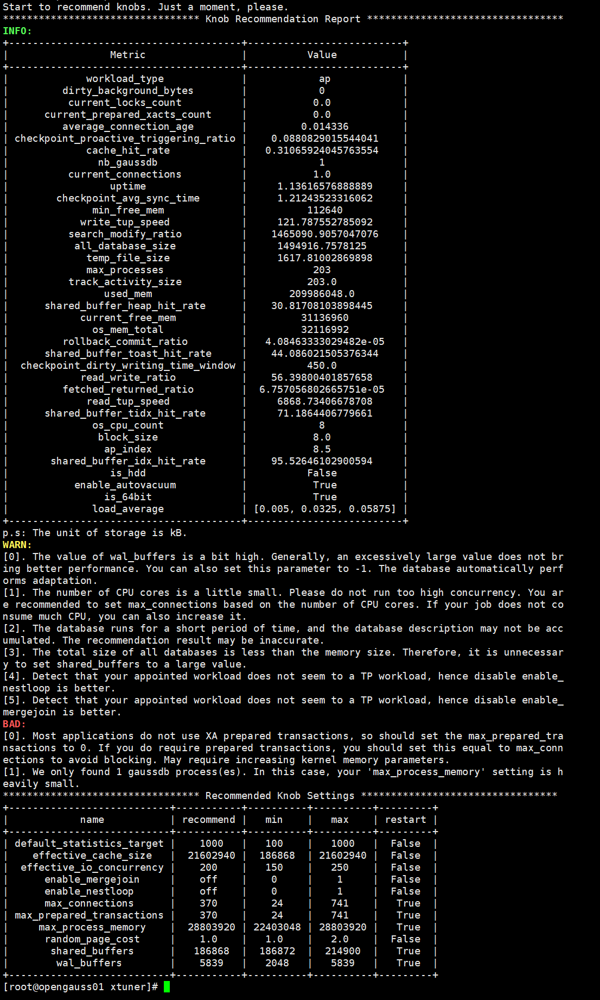 Start to recommend knobs. Just a moment, please.
********************************* Knob Recommendation Report *********************************
INFO:
+---------------------------------------+--------------------------+
|                 Metric                |          Value           |
+---------------------------------------+--------------------------+
|             workload_type             |            ap            |
|         dirty_background_bytes        |            0             |
|          current_locks_count          |           0.0            |
|      current_prepared_xacts_count     |           0.0            |
|         average_connection_age        |         0.014336         |
| checkpoint_proactive_triggering_ratio |    0.0880829015544041    |
|             cache_hit_rate            |   0.31065924045763554    |
|               nb_gaussdb              |            1             |
|          current_connections          |           1.0            |
|                 uptime                |     1.13616576888889     |
|        checkpoint_avg_sync_time       |     1.21243523316062     |
|              min_free_mem             |          112640          |
|            write_tup_speed            |     121.787552785092     |
|          search_modify_ratio          |    1465090.9057047076    |
|           all_database_size           |     1494916.7578125      |
|             temp_file_size            |     1617.81002869898     |
|             max_processes             |           203            |
|          track_activity_size          |          203.0           |
|                used_mem               |       209986048.0        |
|      shared_buffer_heap_hit_rate      |    30.81708103898445     |
|            current_free_mem           |         31136960         |
|              os_mem_total             |         32116992         |
|         rollback_commit_ratio         |   4.08463333029482e-05   |
|      shared_buffer_toast_hit_rate     |    44.086021505376344    |
|  checkpoint_dirty_writing_time_window |          450.0           |
|            read_write_ratio           |    56.39800401857658     |
|         fetched_returned_ratio        |  6.757056802665751e-05   |
|             read_tup_speed            |     6868.73406678708     |
|      shared_buffer_tidx_hit_rate      |     71.1864406779661     |
|              os_cpu_count             |            8             |
|               block_size              |           8.0            |
|                ap_index               |           8.5            |
|       shared_buffer_idx_hit_rate      |    95.52646102900594     |
|                 is_hdd                |          False           |
|           enable_autovacuum           |           True           |
|                is_64bit               |           True           |
|              load_average             | [0.005, 0.0325, 0.05875] |
+---------------------------------------+--------------------------+
p.s: The unit of storage is kB.
WARN:
[0]. The value of wal_buffers is a bit high. Generally, an excessively large value does not br
ing better performance. You can also set this parameter to -1. The database automatically perf
orms adaptation.
[1]. The number of CPU cores is a little small. Please do not run too high concurrency. You ar
e recommended to set max_connections based on the number of CPU cores. If your job does not co
nsume much CPU, you can also increase it.
[2]. The database runs for a short period of time, and the database description may not be acc
umulated. The recommendation result may be inaccurate.
[3]. The total size of all databases is less than the memory size. Therefore, it is unnecessar
y to set shared_buffers to a large value.
[4]. Detect that your appointed workload does not seem to a TP workload, hence disable enable_
nestloop is better.
[5]. Detect that your appointed workload does not seem to a TP workload, hence disable enable_
mergejoin is better.
BAD:
[0]. Most applications do not use XA prepared transactions, so should set the max_prepared_tra
nsactions to 0. If you do require prepared transactions, you should set this equal to max_conn
ections to avoid blocking. May require increasing kernel memory parameters.
[1]. We only found 1 gaussdb process(es). In this case, your 'max_process_memory' setting is h
eavily small.
********************************* Recommended Knob Settings *********************************
+---------------------------+-----------+----------+----------+---------+
|            name           | recommend |   min    |   max    | restart |
+---------------------------+-----------+----------+----------+---------+
| default_statistics_target |    1000   |   100    |   1000   |  False  |
|    effective_cache_size   |  21602940 |  186868  | 21602940 |  False  |
|  effective_io_concurrency |    200    |   150    |   250    |  False  |
|      enable_mergejoin     |    off    |    0     |    1     |  False  |
|      enable_nestloop      |    off    |    0     |    1     |  False  |
|      max_connections      |    370    |    24    |   741    |   True  |
| max_prepared_transactions |    370    |    24    |   741    |   True  |
|     max_process_memory    |  28803920 | 22403048 | 28803920 |   True  |
|      random_page_cost     |    1.0    |   1.0    |   2.0    |  False  |
|       shared_buffers      |   186868  |  186872  |  214900  |   True  |
|        wal_buffers        |    5839   |   2048   |   5839   |   True  |
+---------------------------+-----------+----------+----------+---------+
[root@opengauss01 xtuner]#